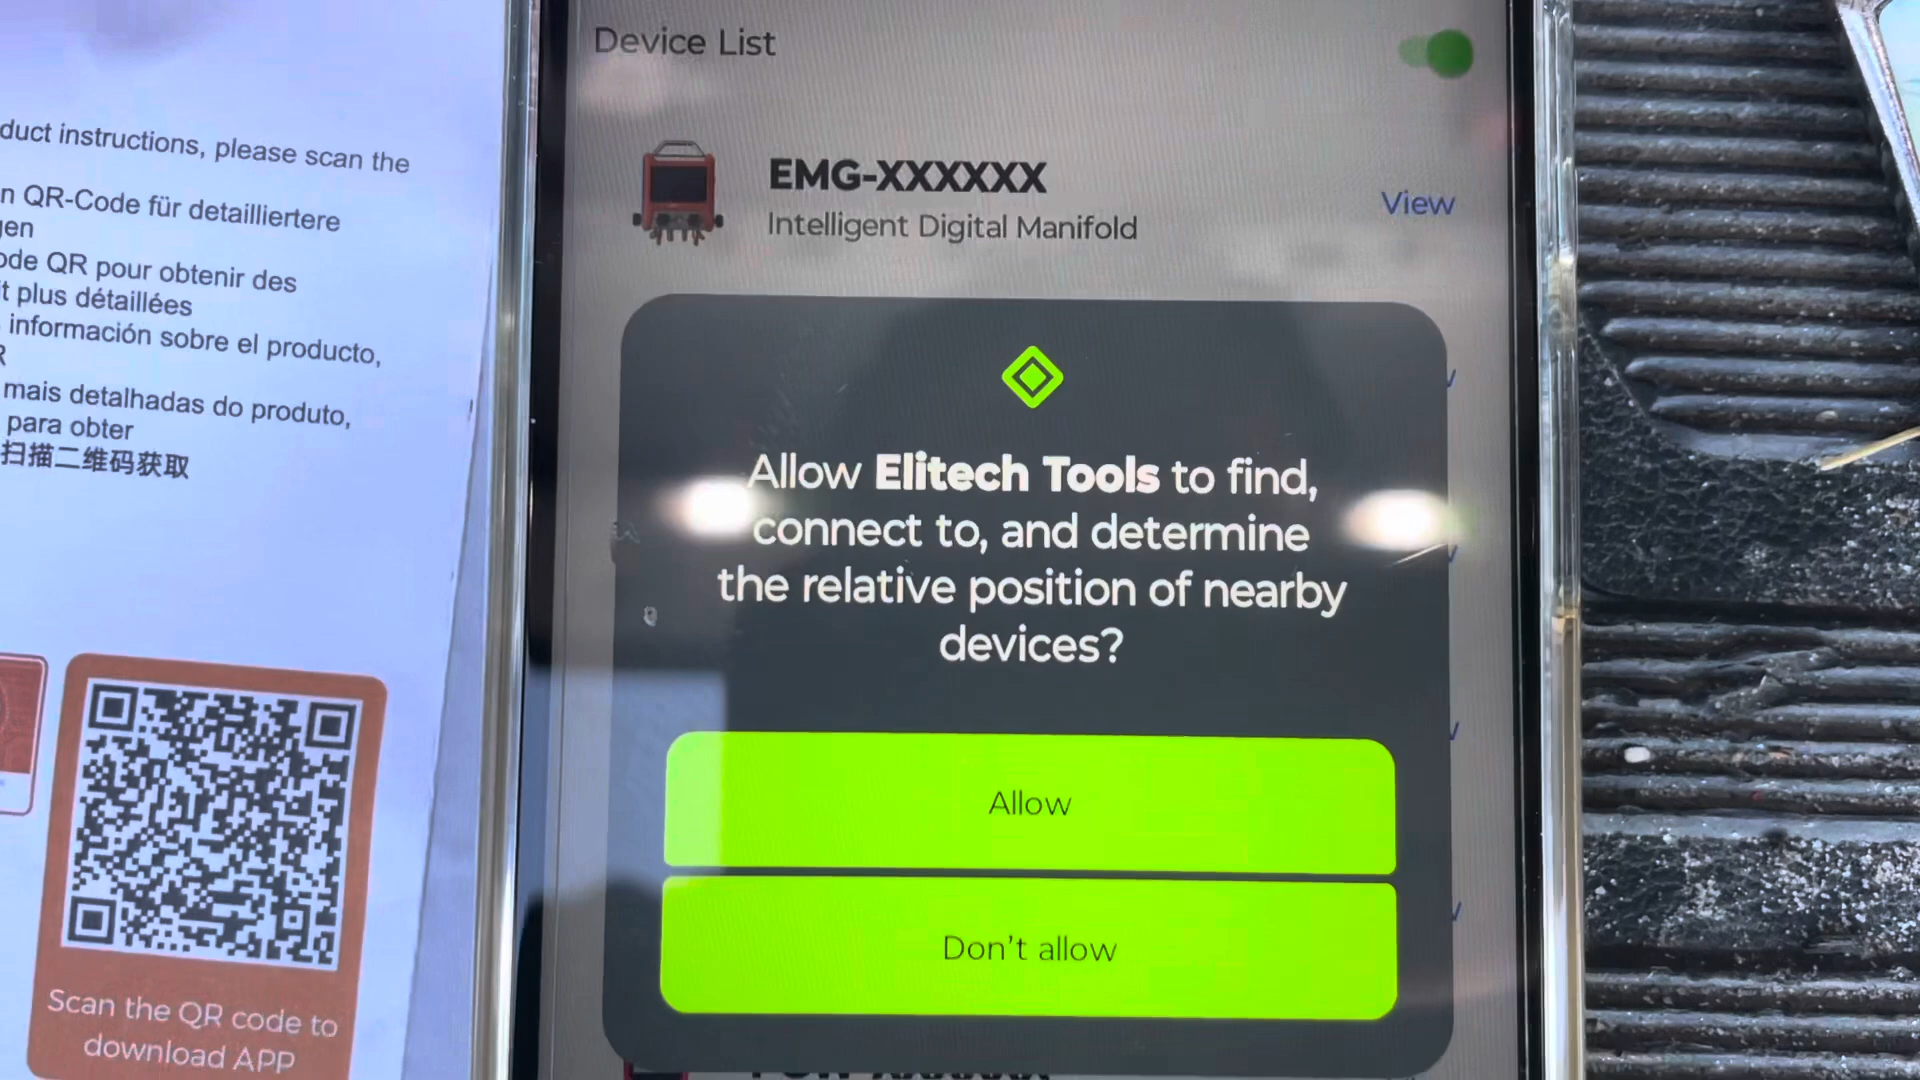 duct instructions, please scan the
n QR-Code für detailliertere
gen
ode QR pour obtenir des
t plus détaillées
información sobre el producto,
R
mais detalhadas do produto,
para obter
扫描二维码获取
Scan the QR code to
download APP
Device List
EMG-XXXXXX
Intelligent Digital Manifold
View
Allow Elitech Tools to find,
connect to, and determine
the relative position of nearby
devices?
Allow
Don't allow